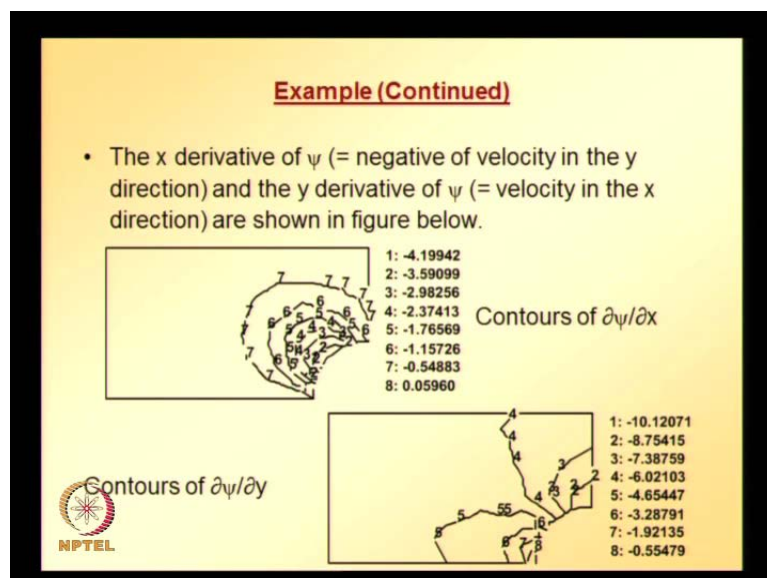 Example (Continued)
• The x derivative of ψ (= negative of velocity in the y
direction) and the y derivative of ψ (= velocity in the x
direction) are shown in figure below.
1: -4.19942
2: -3.59099
3: -2.98256
4: -2.37413
5: -1.76569
6: -1.15726
7: -0.54883
8: 0.05960
Contours of ∂ψ/∂x
1: -10.12071
2: -8.75415
3: -7.38759
4: -6.02103
5: -4.65447
6: -3.28791
7: -1.92135
8: -0.55479
Contours of ∂ψ/∂y
NPTEL